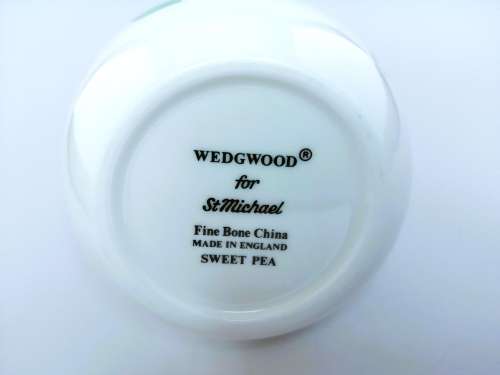 WEDGWOOD®
for
St Michael
Fine Bone China
MADE IN ENGLAND
SWEET PEA